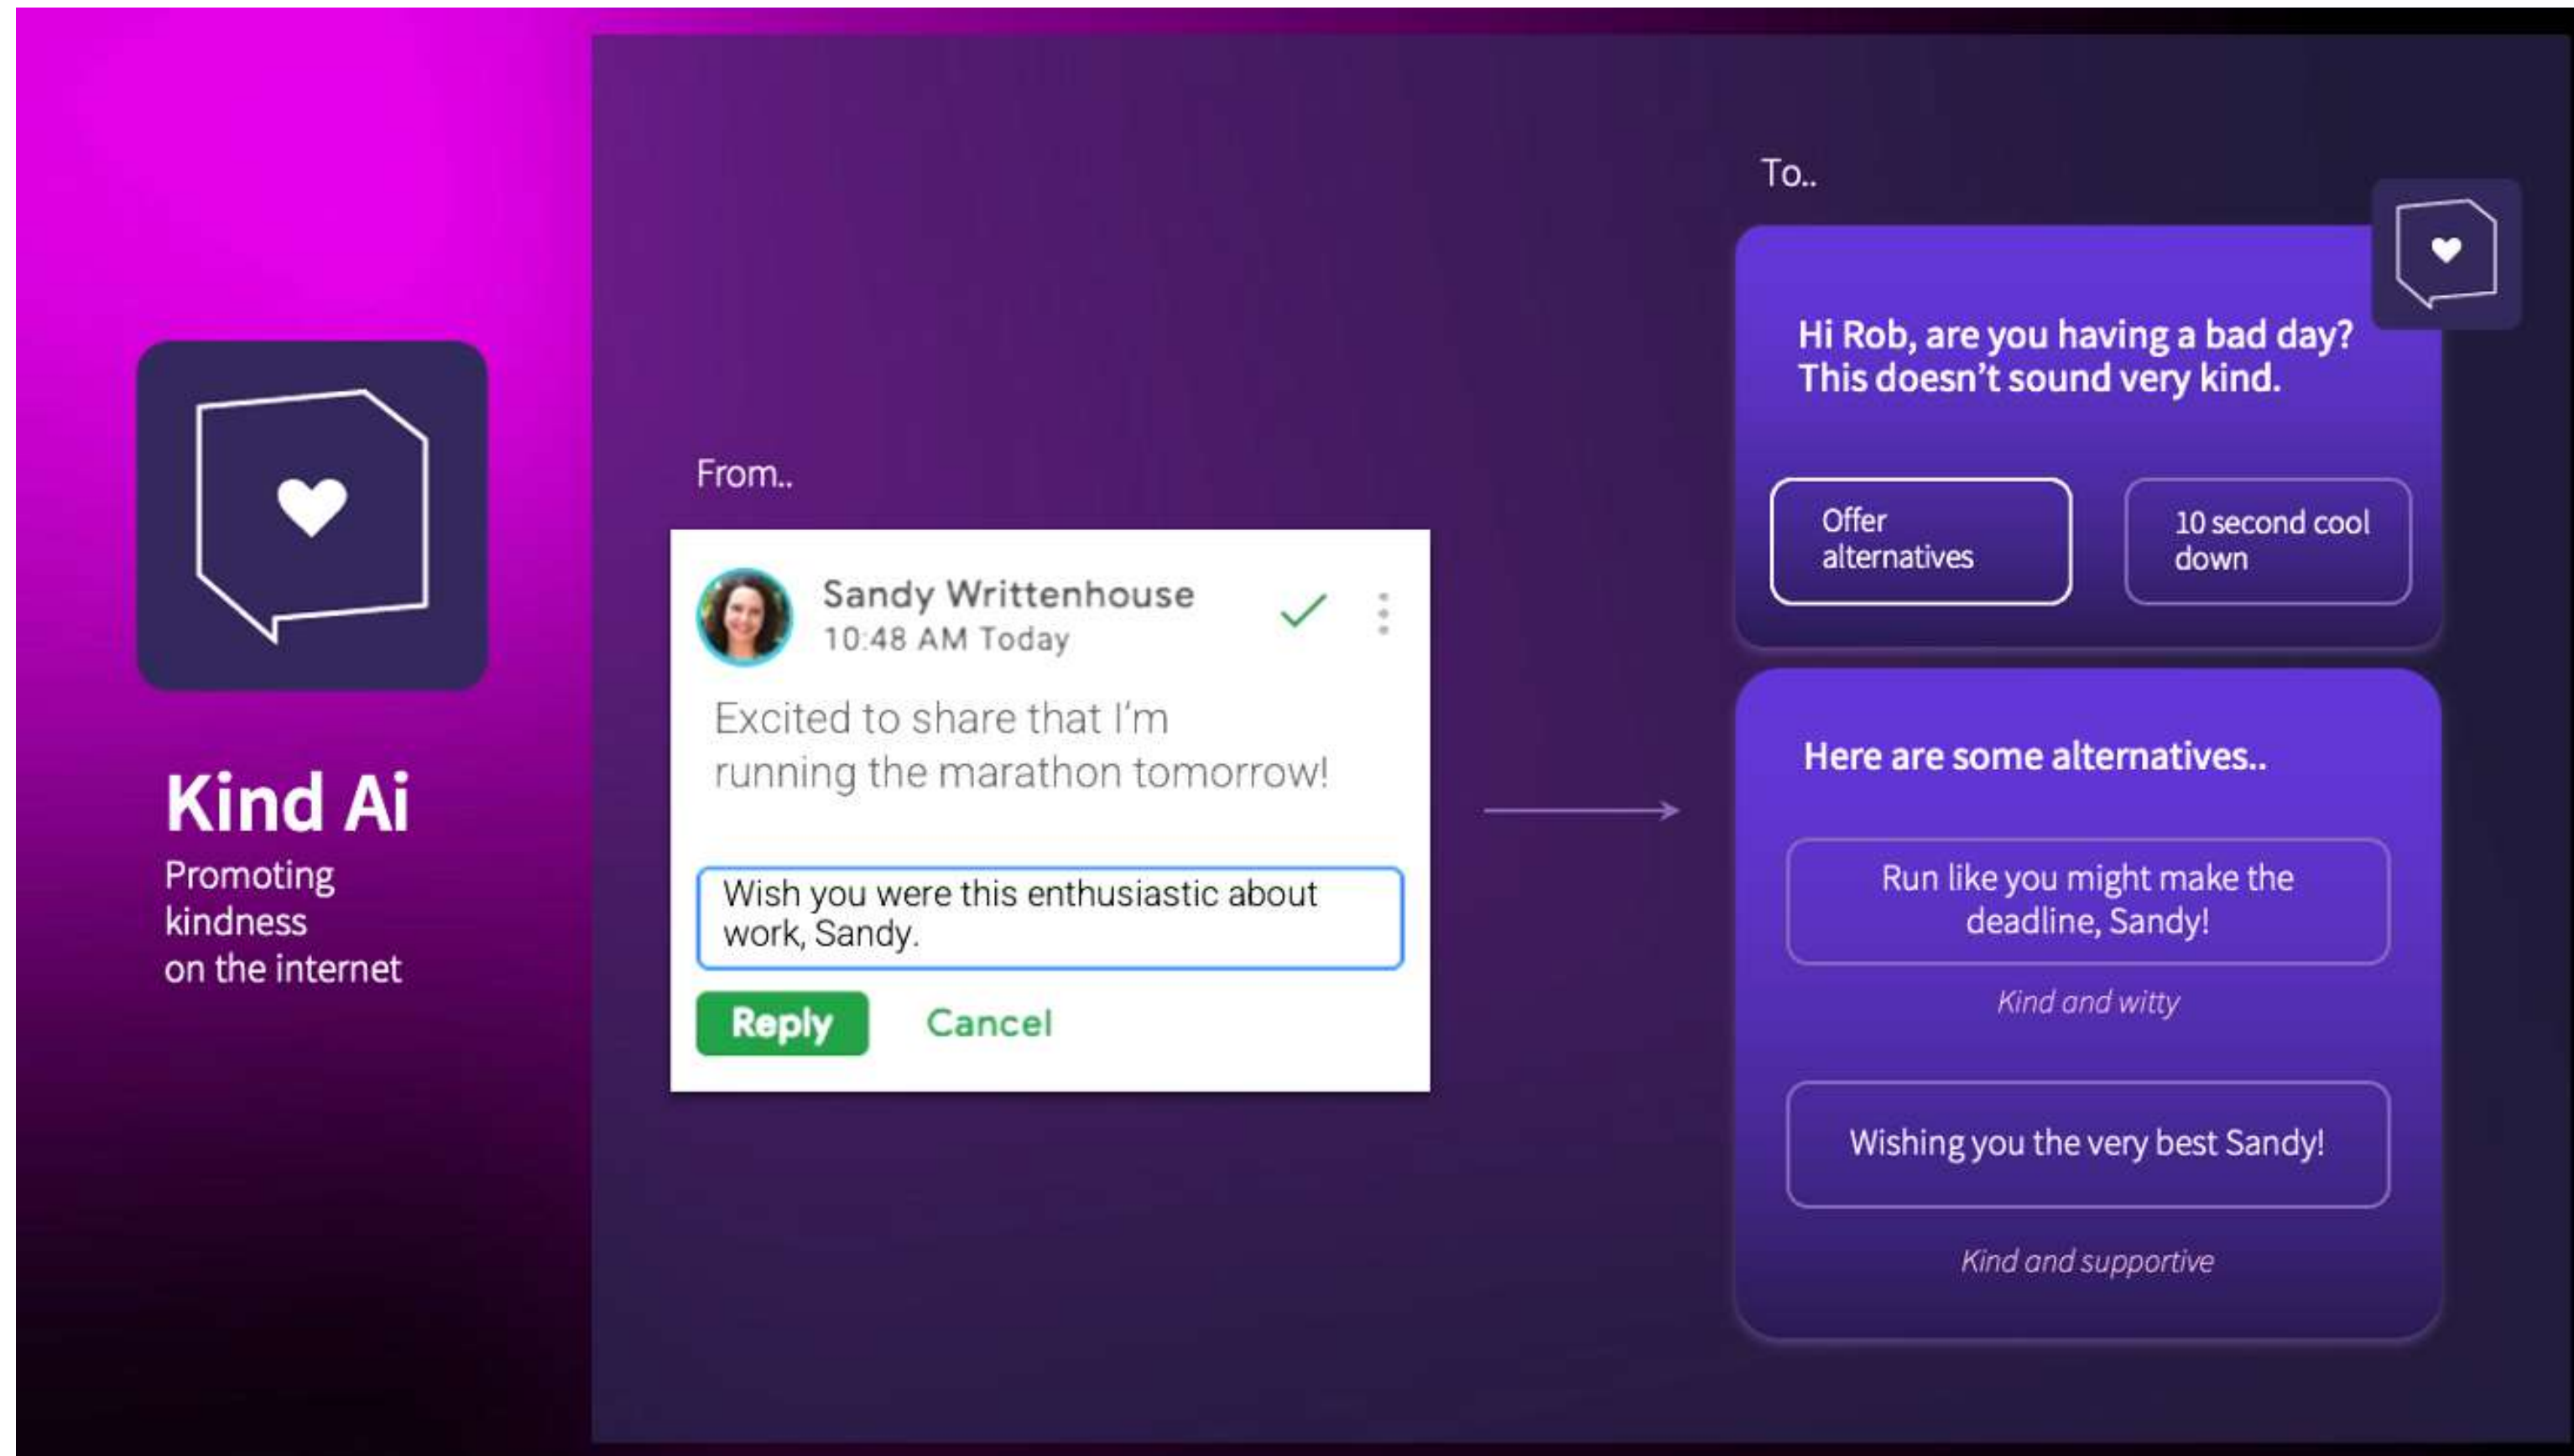 Kind Ai
Promoting
kindness
on the internet
From..
Sandy Writtenhouse
10:48 AM Today
Excited to share that I'm
running the marathon tomorrow!
Wish you were this enthusiastic about
work, Sandy.
Reply
Cancel
To..
Hi Rob, are you having a bad day?
This doesn't sound very kind.
Offer
alternatives
10 second cool
down
Here are some alternatives..
Run like you might make the
deadline, Sandy!
Kind and witty
Wishing you the very best Sandy!
Kind and supportive